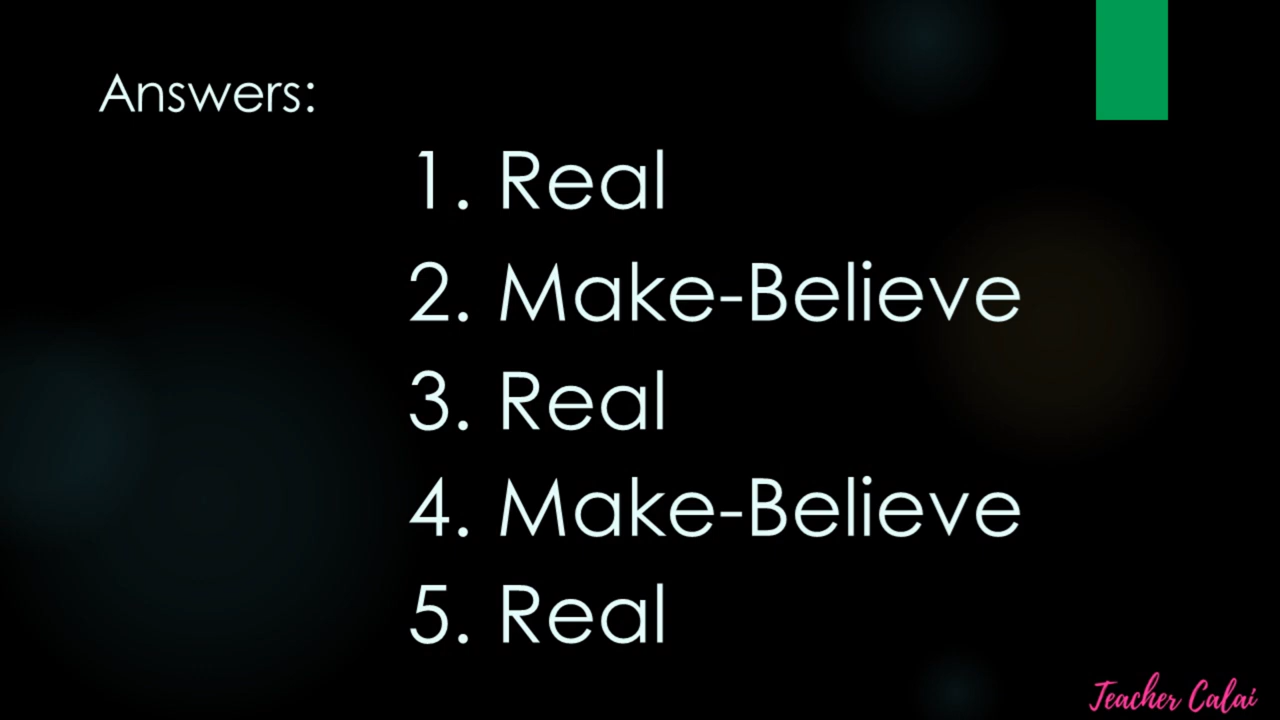 Answers:
1. Real
2. Make-Believe
3. Real
4. Make-Believe
5. Real
Teacher Calai